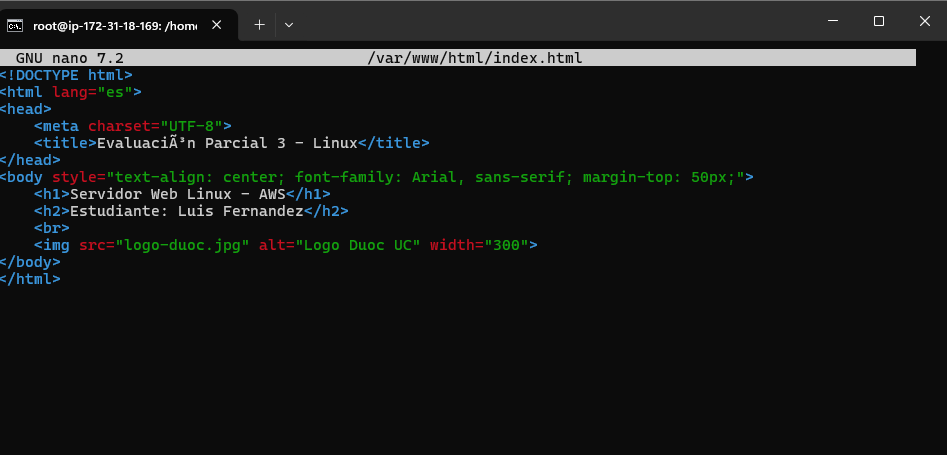 root@ip-172-31-18-169: /home
GNU nano 7.2 /var/www/html/index.html
<!DOCTYPE html>
<html lang="es">
<head>
    <meta charset="UTF-8">
    <title>EvaluaciÃ³n Parcial 3 - Linux</title>
</head>
<body style="text-align: center; font-family: Arial, sans-serif; margin-top: 50px;">
    <h1>Servidor Web Linux - AWS</h1>
    <h2>Estudiante: Luis Fernandez</h2>
    <br>
    <img src="logo-duoc.jpg" alt="Logo Duoc UC" width="300">
</body>
</html>